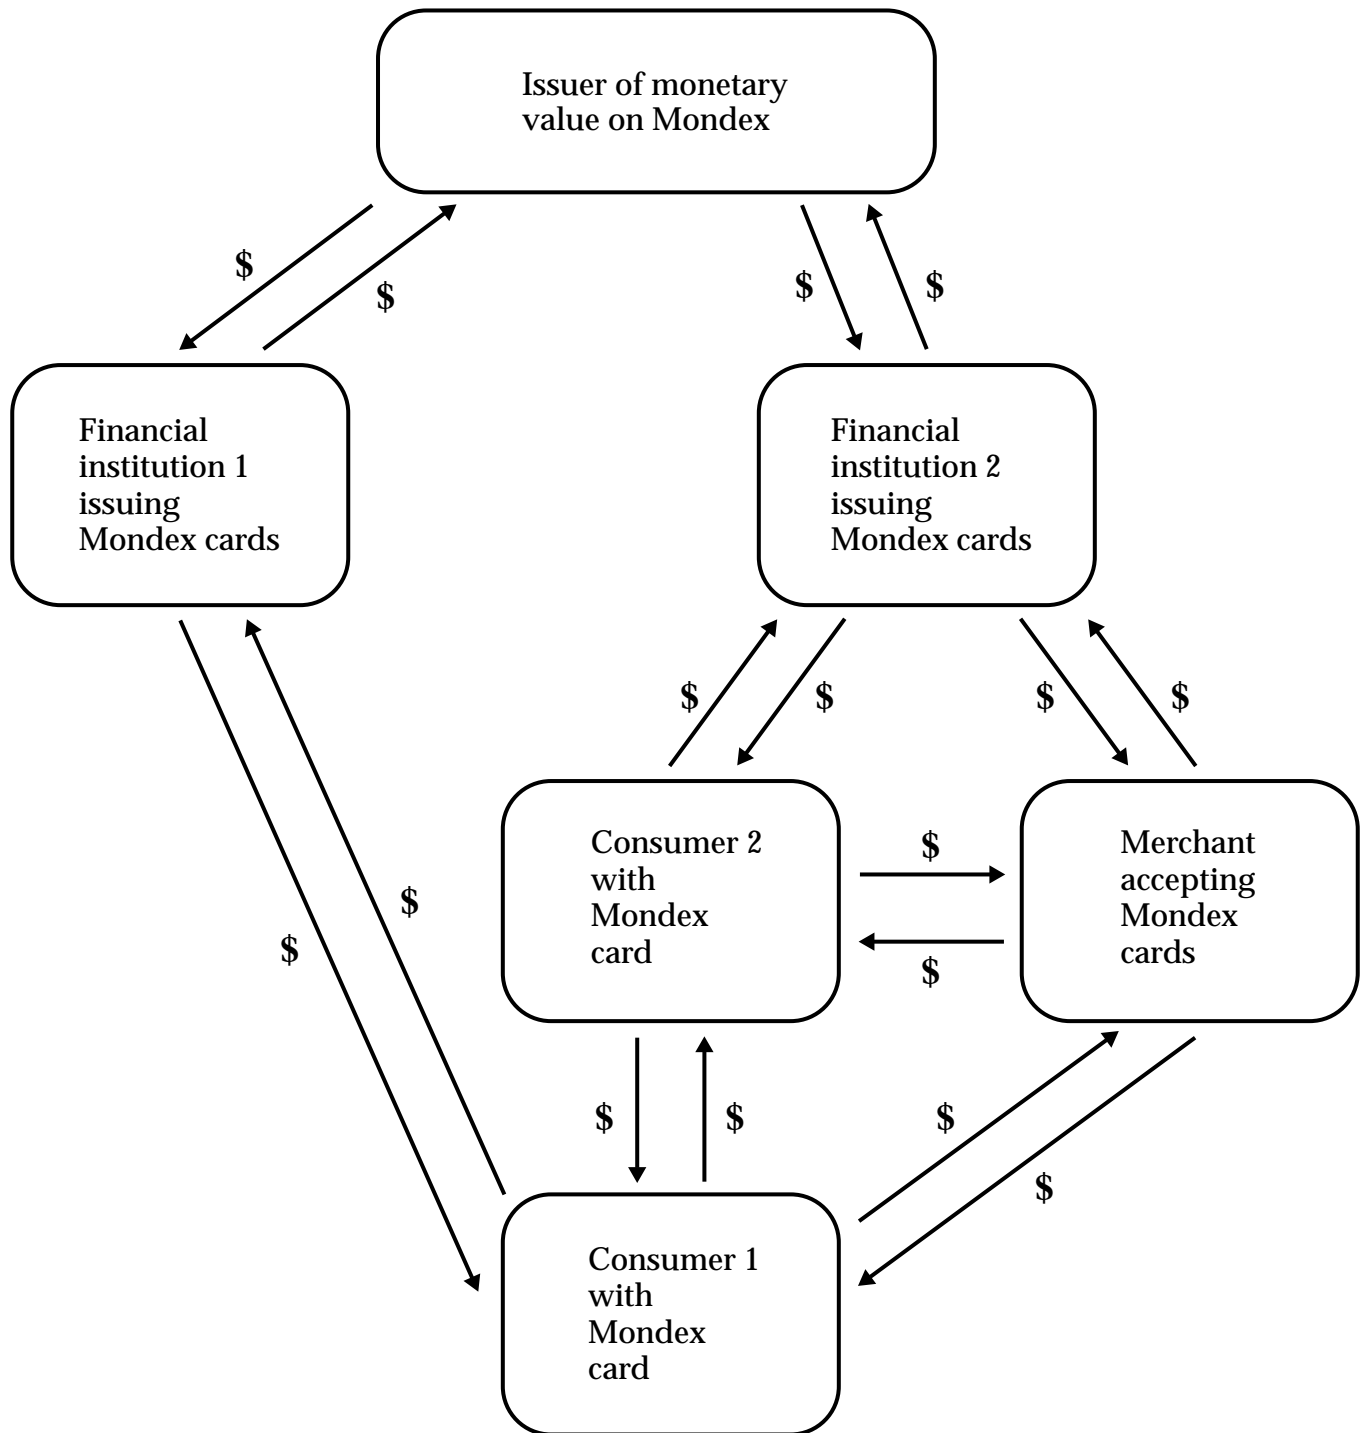 Issuer of monetary
value on Mondex
$
$
$
$
Financial
institution 1
issuing
Mondex cards
Financial
institution 2
issuing
Mondex cards
$
$
$
$
Consumer 2
with
Mondex
card
$
$
Merchant
accepting
Mondex
cards
$
$
$
$
$
$
Consumer 1
with
Mondex
card